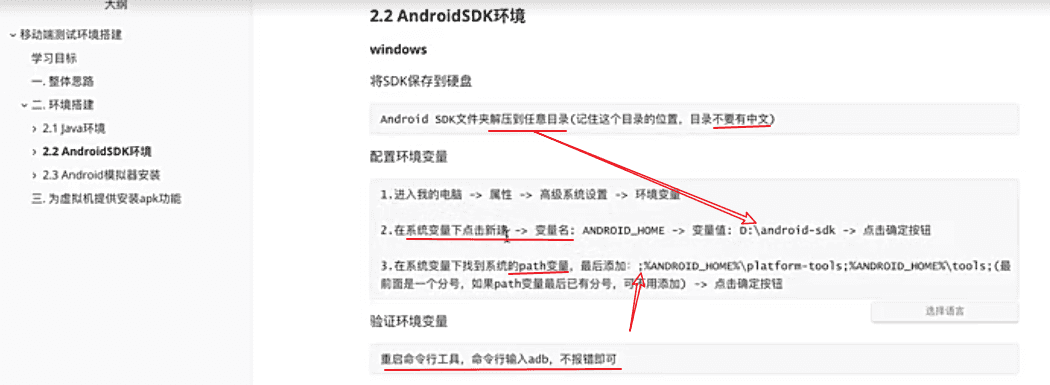 大纲
移动端测试环境搭建
学习目标
一. 整体思路
二. 环境搭建
2.1 Java环境
2.2 AndroidSDK环境
2.3 Android模拟器安装
三. 为虚拟机提供安装apk功能
2.2 AndroidSDK环境
windows
将SDK保存到硬盘
Android SDK文件夹解压到任意目录(记住这个目录的位置，目录不要有中文)
配置环境变量
1.进入我的电脑 -> 属性 -> 高级系统设置 -> 环境变量
2.在系统变量下点击新建 -> 变量名: ANDROID_HOME -> 变量值: D:\android-sdk -> 点击确定按钮
3.在系统变量下找到系统的path变量，最后添加: ;%ANDROID_HOME%\platform-tools;%ANDROID_HOME%\tools;(最
前面是一个分号，如果path变量最后已有分号，可不用添加) -> 点击确定按钮
选择语言
验证环境变量
重启命令行工具，命令行输入adb，不报错即可